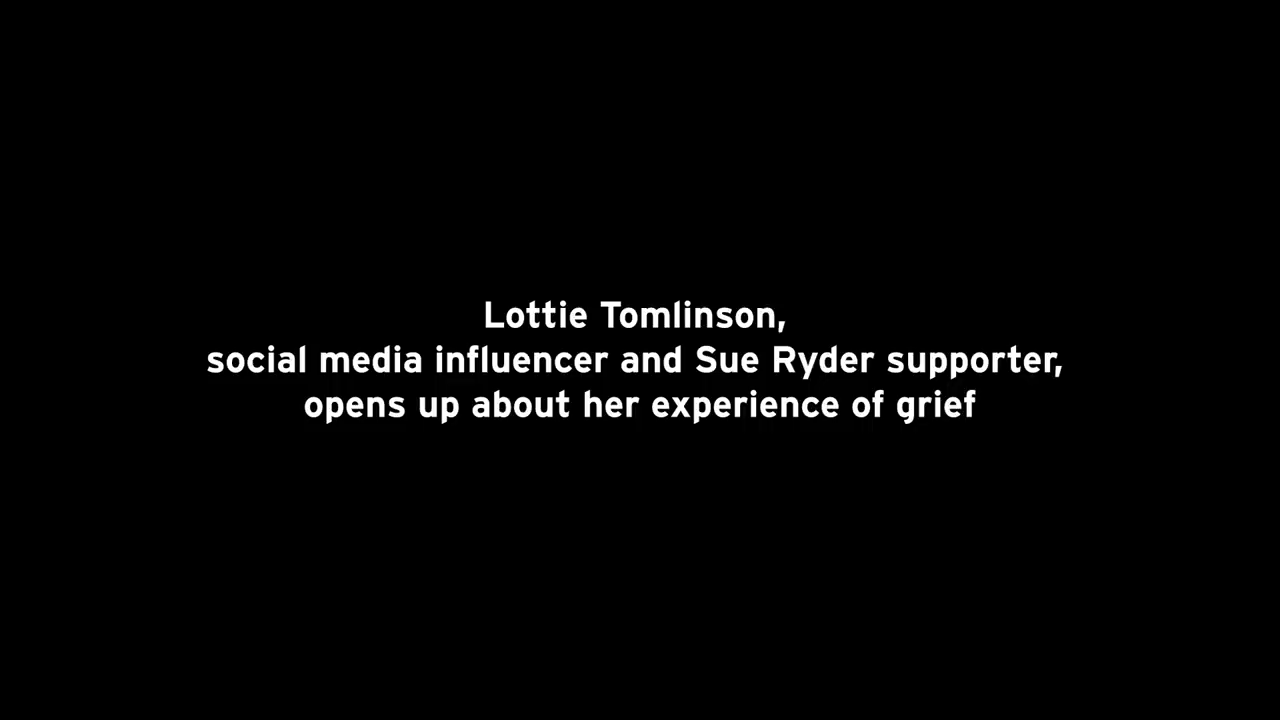 Lottie Tomlinson,
social media influencer and Sue Ryder supporter,
opens up about her experience of grief